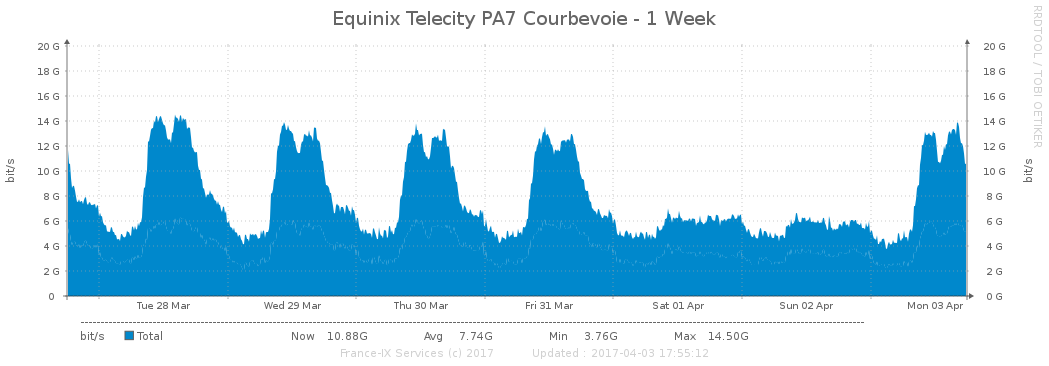 Equinix Telecity PA7 Courbevoie - 1 Week
RRDTOOL / TOBI OETIKER
bit/s
20 G
18 G
16 G
14 G
12 G
10 G
8 G
6 G
4 G
2 G
0
20 G
18 G
16 G
14 G
12 G
10 G
8 G
6 G
4 G
2 G
0 G
bit/s
Tue 28 Mar Wed 29 Mar Thu 30 Mar Fri 31 Mar Sat 01 Apr Sun 02 Apr Mon 03 Apr
bit/s Total Now 10.88G Avg 7.74G Min 3.76G Max 14.50G
France-IX Services (c) 2017 Updated : 2017-04-03 17:55:12